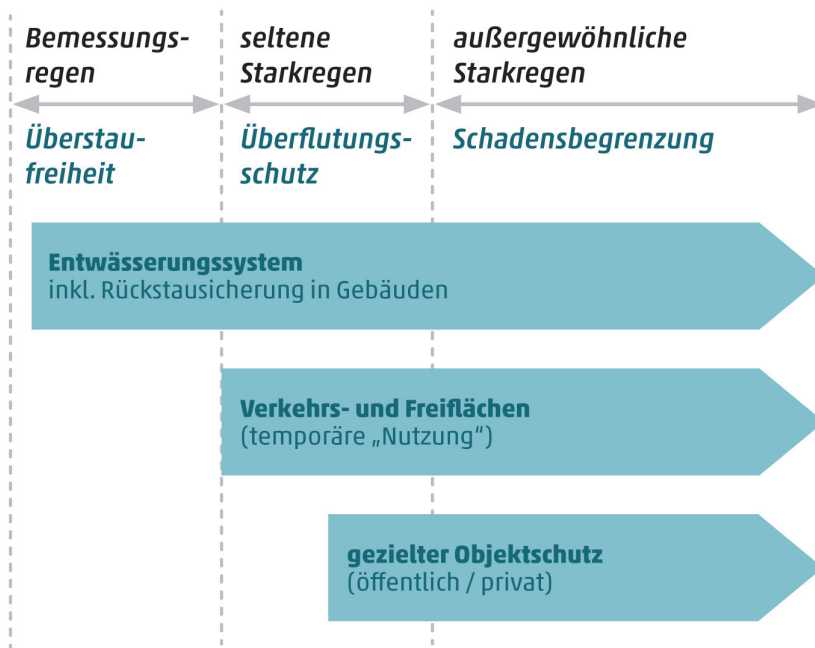 Bemessungs-
regen
seltene
Starkregen
außergewöhnliche
Starkregen
Überstau-
freiheit
Überflutungs-
schutz
Schadensbegrenzung
Entwässerungssystem
inkl. Rückstausicherung in Gebäuden
Verkehrs- und Freiflächen
(temporäre „Nutzung“)
gezielter Objektschutz
(öffentlich / privat)